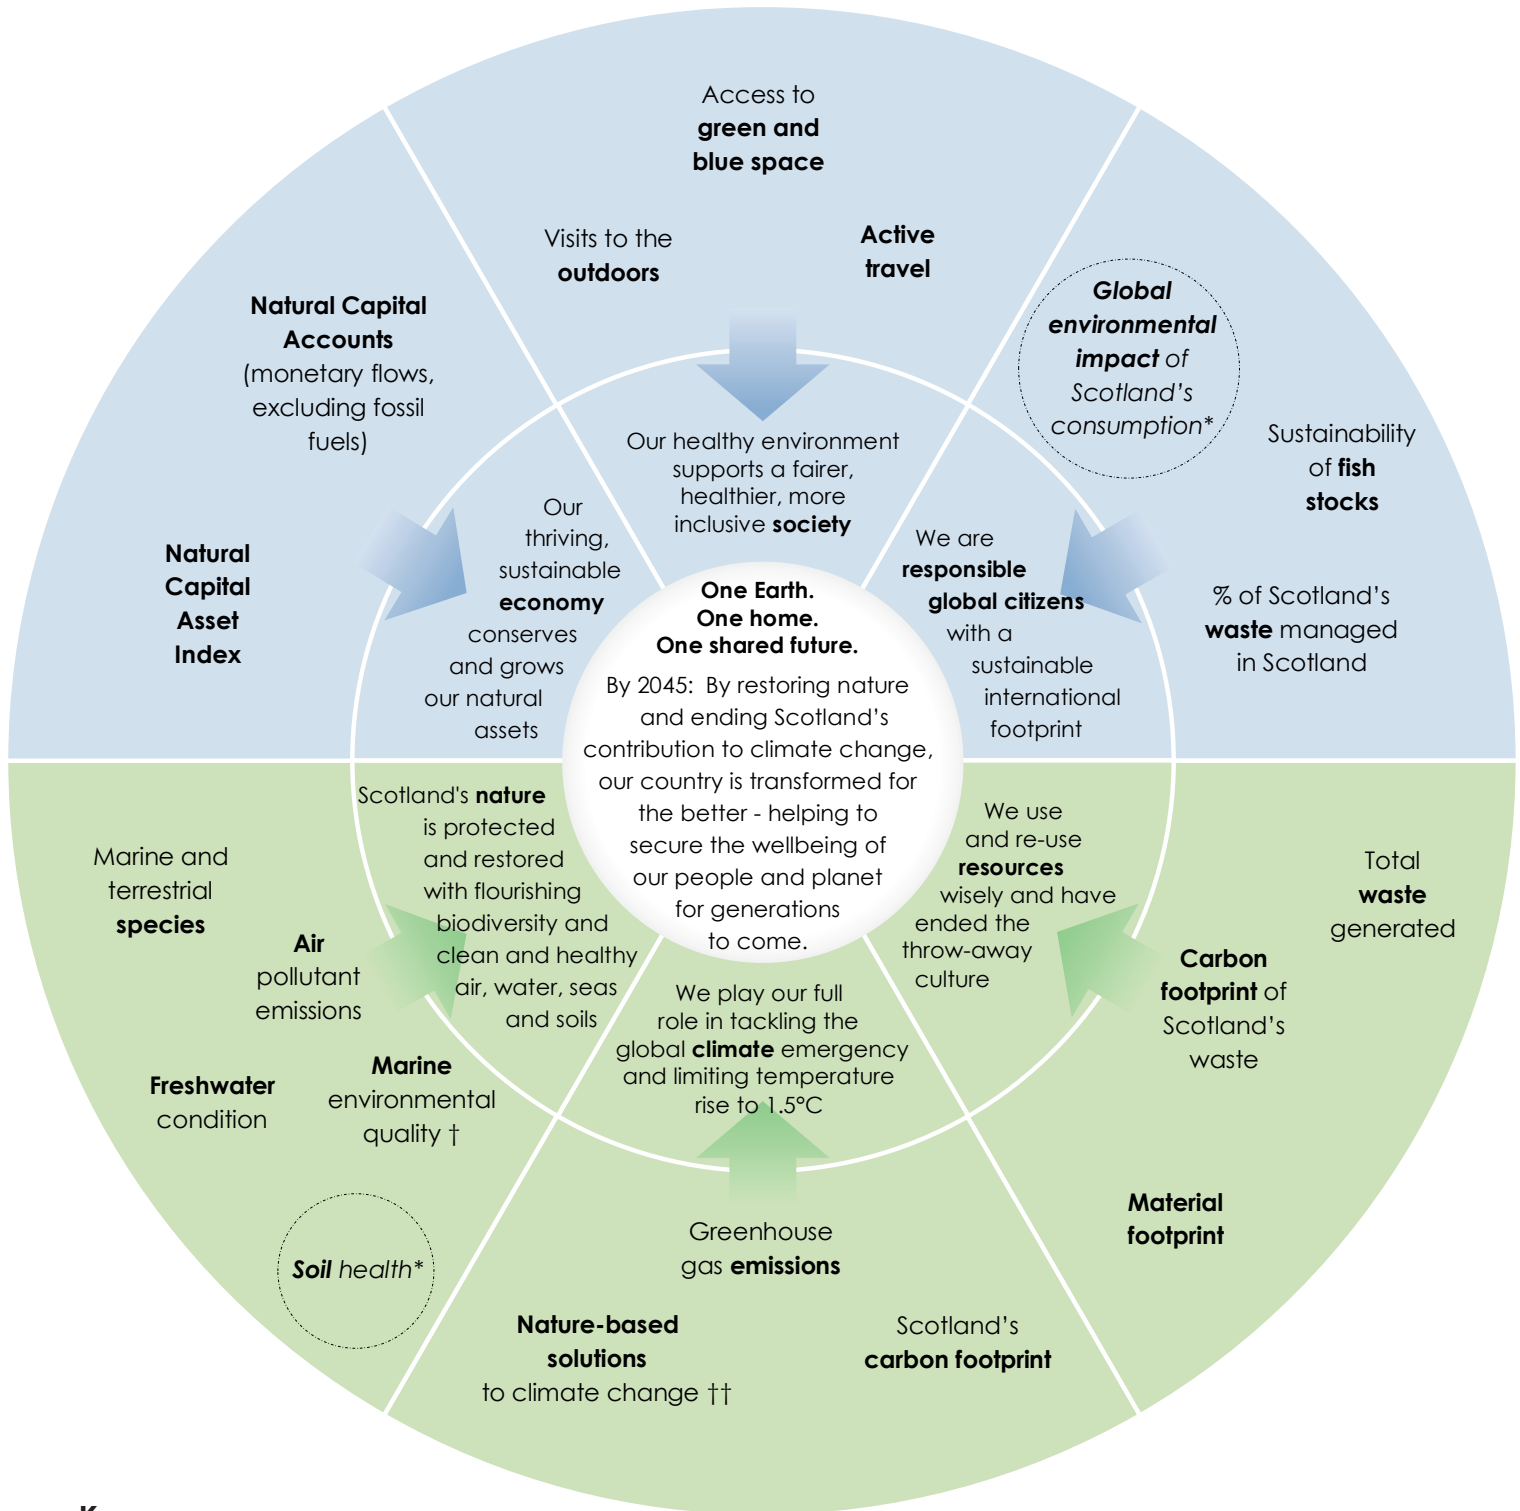 Access to
green and
blue space
Visits to the
outdoors
Active
travel
Our healthy environment
supports a fairer,
healthier, more
inclusive society
Global
environmental
impact of
Scotland's
consumption*
Sustainability
of fish
stocks
% of Scotland's
waste managed
in Scotland
We are
responsible
global citizens
with a
sustainable
international
footprint
Natural Capital
Accounts
(monetary flows,
excluding fossil
fuels)
Natural
Capital
Asset
Index
Our
thriving,
sustainable
economy
conserves
and grows
our natural
assets
One Earth.
One home.
One shared future.
By 2045: By restoring nature
and ending Scotland's
contribution to climate change,
our country is transformed for
the better - helping to
secure the wellbeing of
our people and planet
for generations
to come.
Scotland's nature
is protected
and restored
with flourishing
biodiversity and
clean and healthy
air, water, seas
and soils
Marine and
terrestrial
species
Air
pollutant
emissions
Freshwater
condition
Marine
environmental
quality †
Soil health*
We use
and re-use
resources
wisely and have
ended the
throw-away
culture
Total
waste
generated
Carbon
footprint of
Scotland's
waste
Material
footprint
We play our full
role in tackling the
global climate emergency
and limiting temperature
rise to 1.5°C
Greenhouse
gas emissions
Nature-based
solutions
to climate change ††
Scotland's
carbon footprint